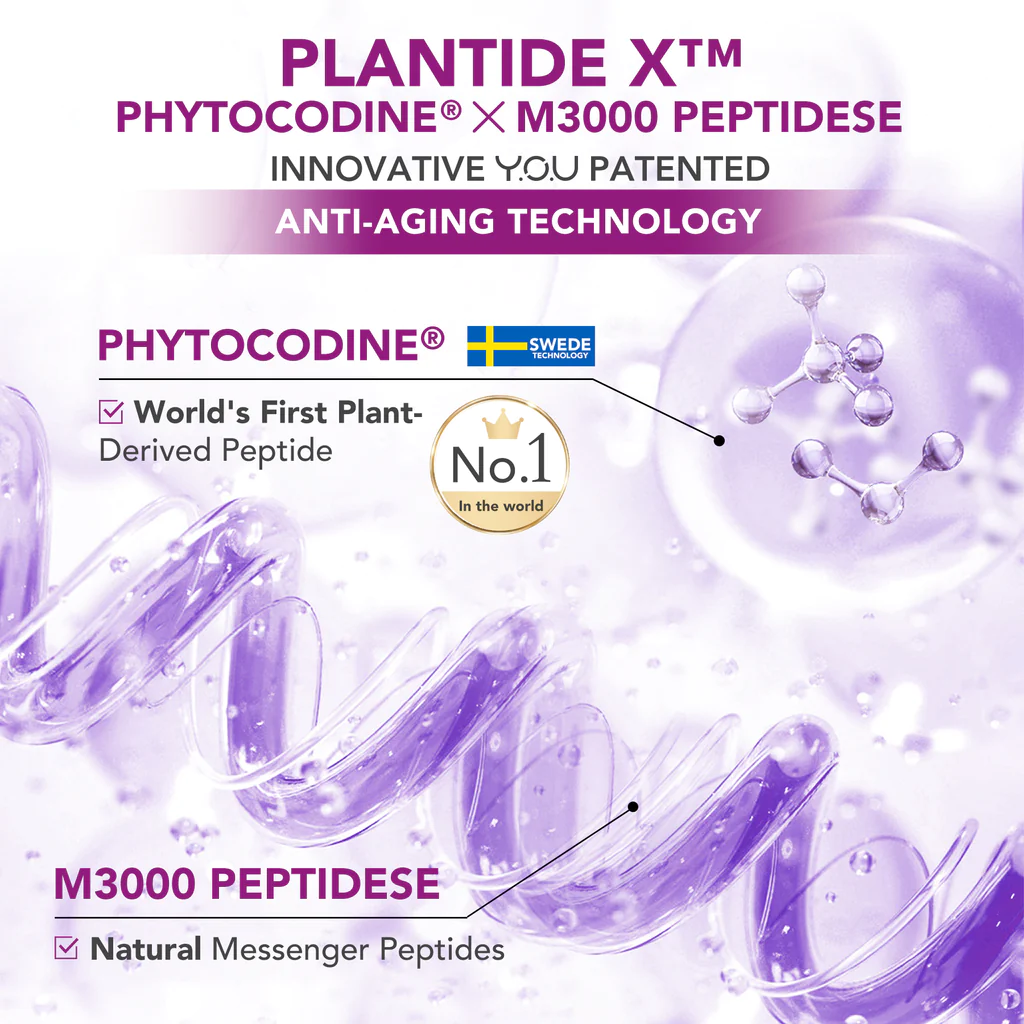 PLANTIDE X™
PHYTOCODINE® X M3000 PEPTIDESE
INNOVATIVE Y.O.U PATENTED
ANTI-AGING TECHNOLOGY
PHYTOCODINE®
SWEDE
TECHNOLOGY
World's First Plant-
Derived Peptide
No.1
In the world
M3000 PEPTIDESE
Natural Messenger Peptides